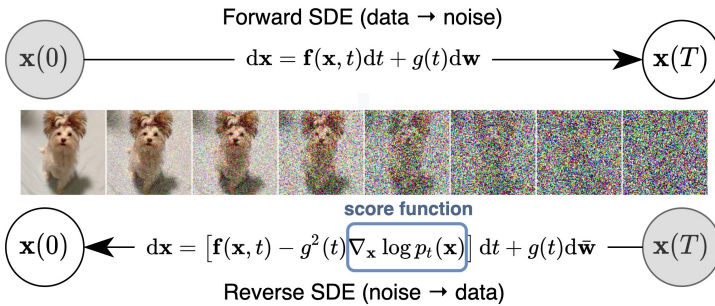 Forward SDE (data → noise)
𝐱(0) d𝐱 = 𝐟(𝐱, t)dt + g(t)d𝐰 𝐱(T)
score function
𝐱(0) d𝐱 = [𝐟(𝐱, t) − g²(t)∇𝐱 log pₜ(𝐱)] dt + g(t)d𝐰̄ 𝐱(T)
Reverse SDE (noise → data)